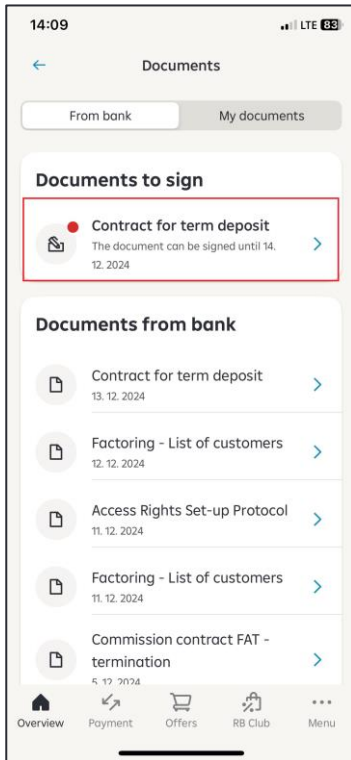 14:09
LTE 83
Documents
From bank
My documents
Documents to sign
Contract for term deposit
The document can be signed until 14.
12. 2024
Documents from bank
Contract for term deposit
13. 12. 2024
Factoring - List of customers
12. 12. 2024
Access Rights Set-up Protocol
11. 12. 2024
Factoring - List of customers
11. 12. 2024
Commission contract FAT -
termination
5. 12. 2024
Overview
Payment
Offers
RB Club
Menu